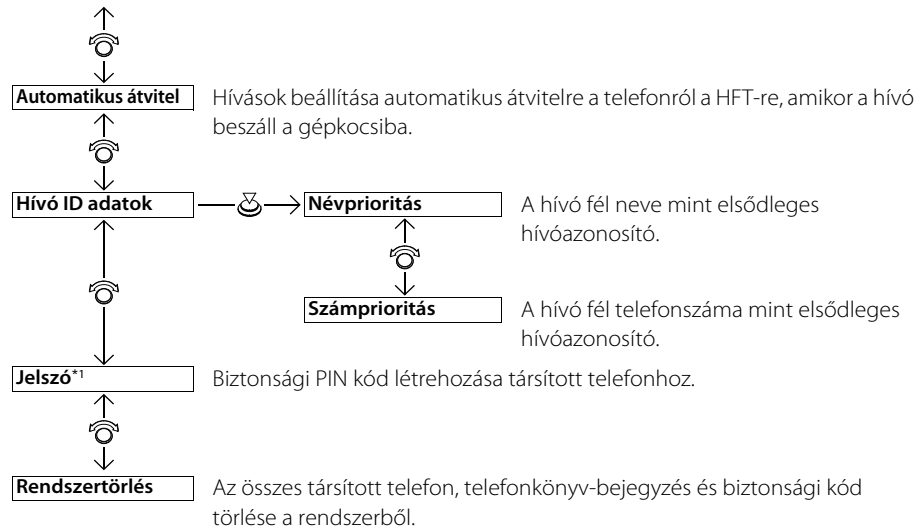 Automatikus átvitel
Hívások beállítása automatikus átvitelre a telefonról a HFT-re, amikor a hívó
beszáll a gépkocsiba.
Hívó ID adatok
Névprioritás
A hívó fél neve mint elsődleges
hívóazonosító.
Számprioritás
A hívó fél telefonszáma mint elsődleges
hívóazonosító.
Jelszó*1
Biztonsági PIN kód létrehozása társított telefonhoz.
Rendszertörlés
Az összes társított telefon, telefonkönyv-bejegyzés és biztonsági kód
törlése a rendszerből.